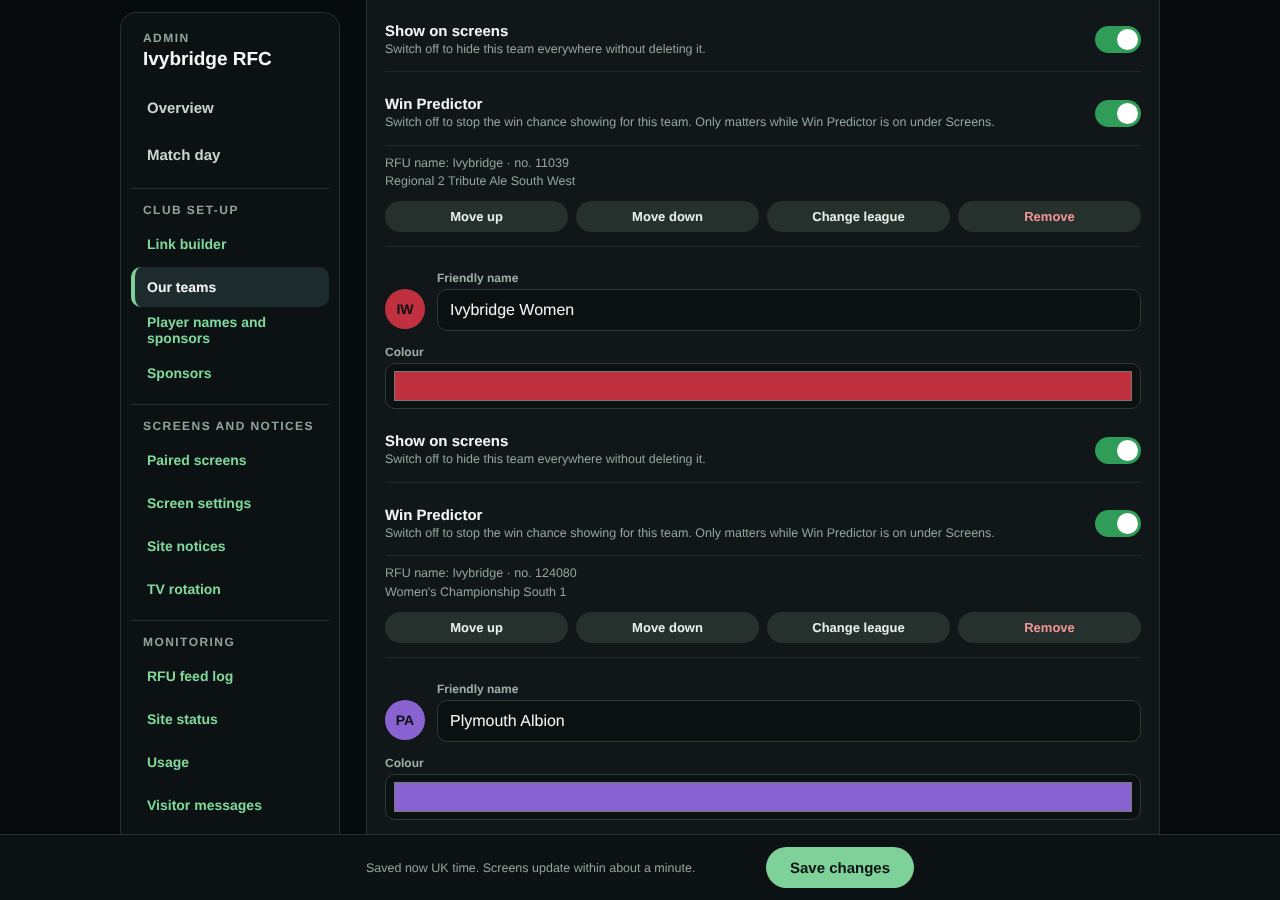 ADMIN
Ivybridge RFC
Overview
Match day
CLUB SET-UP
Link builder
Our teams
Player names and
sponsors
Sponsors
SCREENS AND NOTICES
Paired screens
Screen settings
Site notices
TV rotation
MONITORING
RFU feed log
Site status
Usage
Visitor messages
Show on screens
Switch off to hide this team everywhere without deleting it.
Win Predictor
Switch off to stop the win chance showing for this team. Only matters while Win Predictor is on under Screens.
RFU name: Ivybridge · no. 11039
Regional 2 Tribute Ale South West
Move up Move down Change league Remove
Friendly name
IW Ivybridge Women
Colour
Show on screens
Switch off to hide this team everywhere without deleting it.
Win Predictor
Switch off to stop the win chance showing for this team. Only matters while Win Predictor is on under Screens.
RFU name: Ivybridge · no. 124080
Women's Championship South 1
Move up Move down Change league Remove
Friendly name
PA Plymouth Albion
Colour
Saved now UK time. Screens update within about a minute.
Save changes